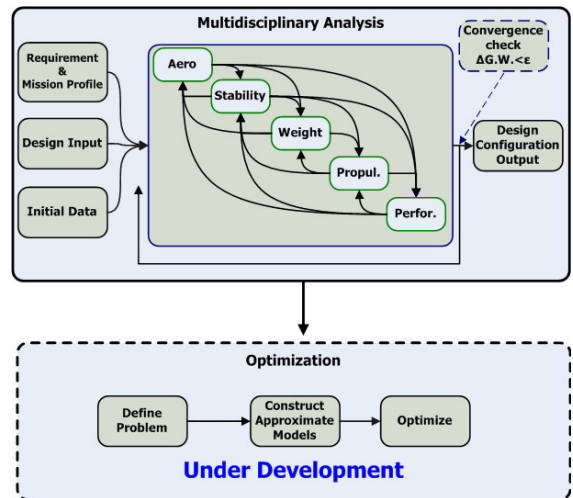 Multidisciplinary Analysis
Convergence
check
ΔG.W.<ε
Requirement
&
Mission Profile
Design Input
Initial Data
Aero
Stability
Weight
Propul.
Perfor.
Design
Configuration
Output
Optimization
Define
Problem
Construct
Approximate
Models
Optimize
Under Development